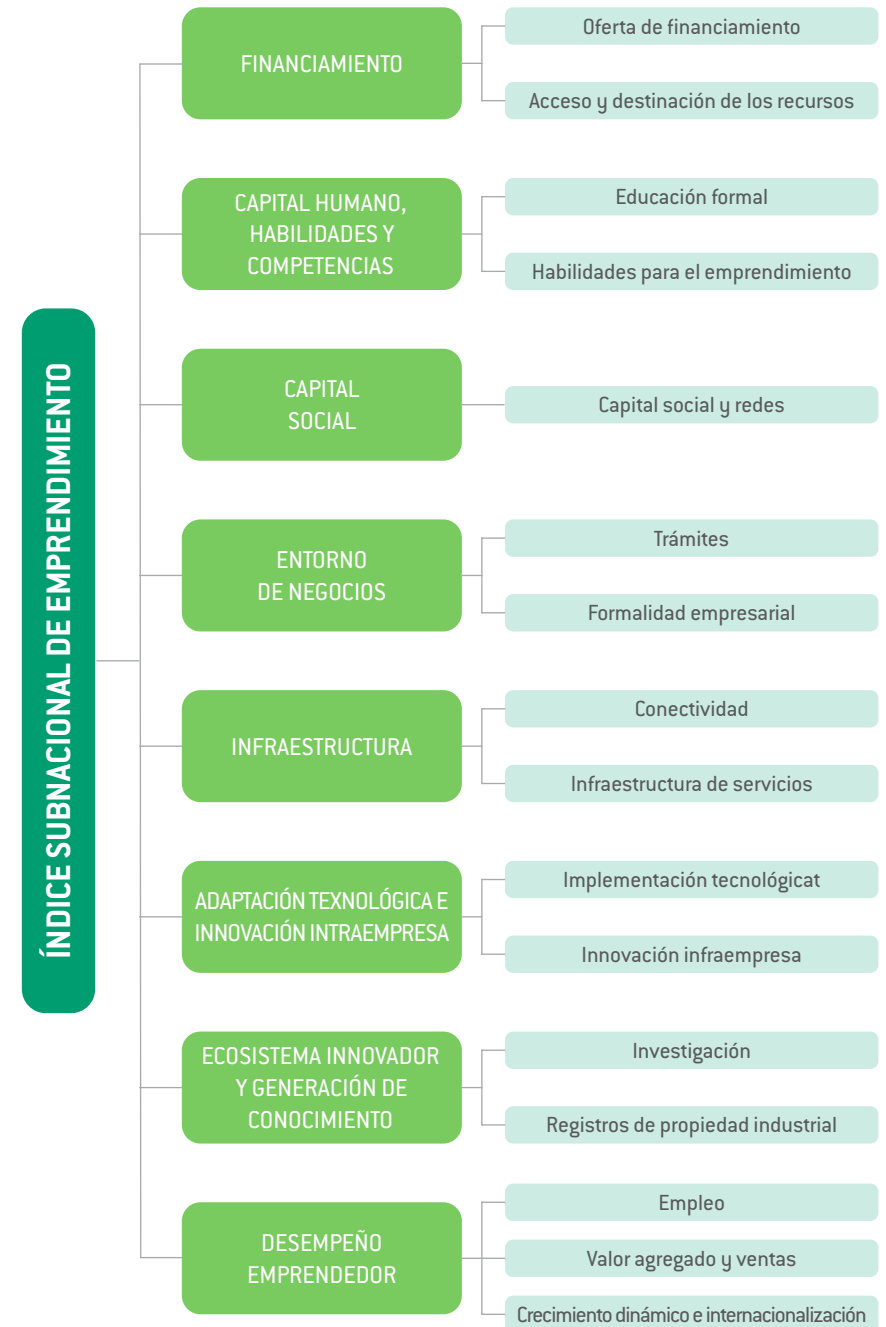 ÍNDICE SUBNACIONAL DE EMPRENDIMIENTO
FINANCIAMIENTO
Oferta de financiamiento
Acceso y destinación de los recursos
CAPITAL HUMANO,
HABILIDADES Y
COMPETENCIAS
Educación formal
Habilidades para el emprendimiento
CAPITAL
SOCIAL
Capital social y redes
ENTORNO
DE NEGOCIOS
Trámites
Formalidad empresarial
INFRAESTRUCTURA
Conectividad
Infraestructura de servicios
ADAPTACIÓN TEXNOLÓGICA E
INNOVACIÓN INTRAEMPRESA
Implementación tecnológicat
Innovación infraempresa
ECOSISTEMA INNOVADOR
Y GENERACIÓN DE
CONOCIMIENTO
Investigación
Registros de propiedad industrial
DESEMPEÑO
EMPRENDEDOR
Empleo
Valor agregado y ventas
Crecimiento dinámico e internacionalización